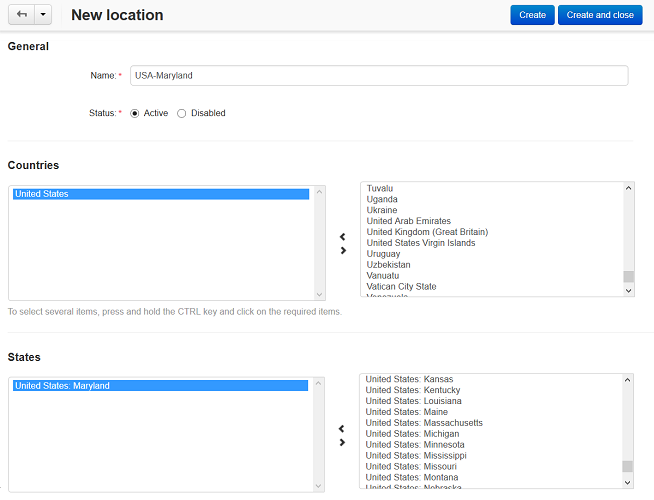 New location
Create
Create and close
General
Name: *
USA-Maryland
Status: *
Active
Disabled
Countries
United States
Tuvalu
Uganda
Ukraine
United Arab Emirates
United Kingdom (Great Britain)
United States Virgin Islands
Uruguay
Uzbekistan
Vanuatu
Vatican City State
Venezuela
To select several items, press and hold the CTRL key and click on the required items.
States
United States: Maryland
United States: Kansas
United States: Kentucky
United States: Louisiana
United States: Maine
United States: Massachusetts
United States: Michigan
United States: Minnesota
United States: Mississippi
United States: Missouri
United States: Montana
United States: Nebraska